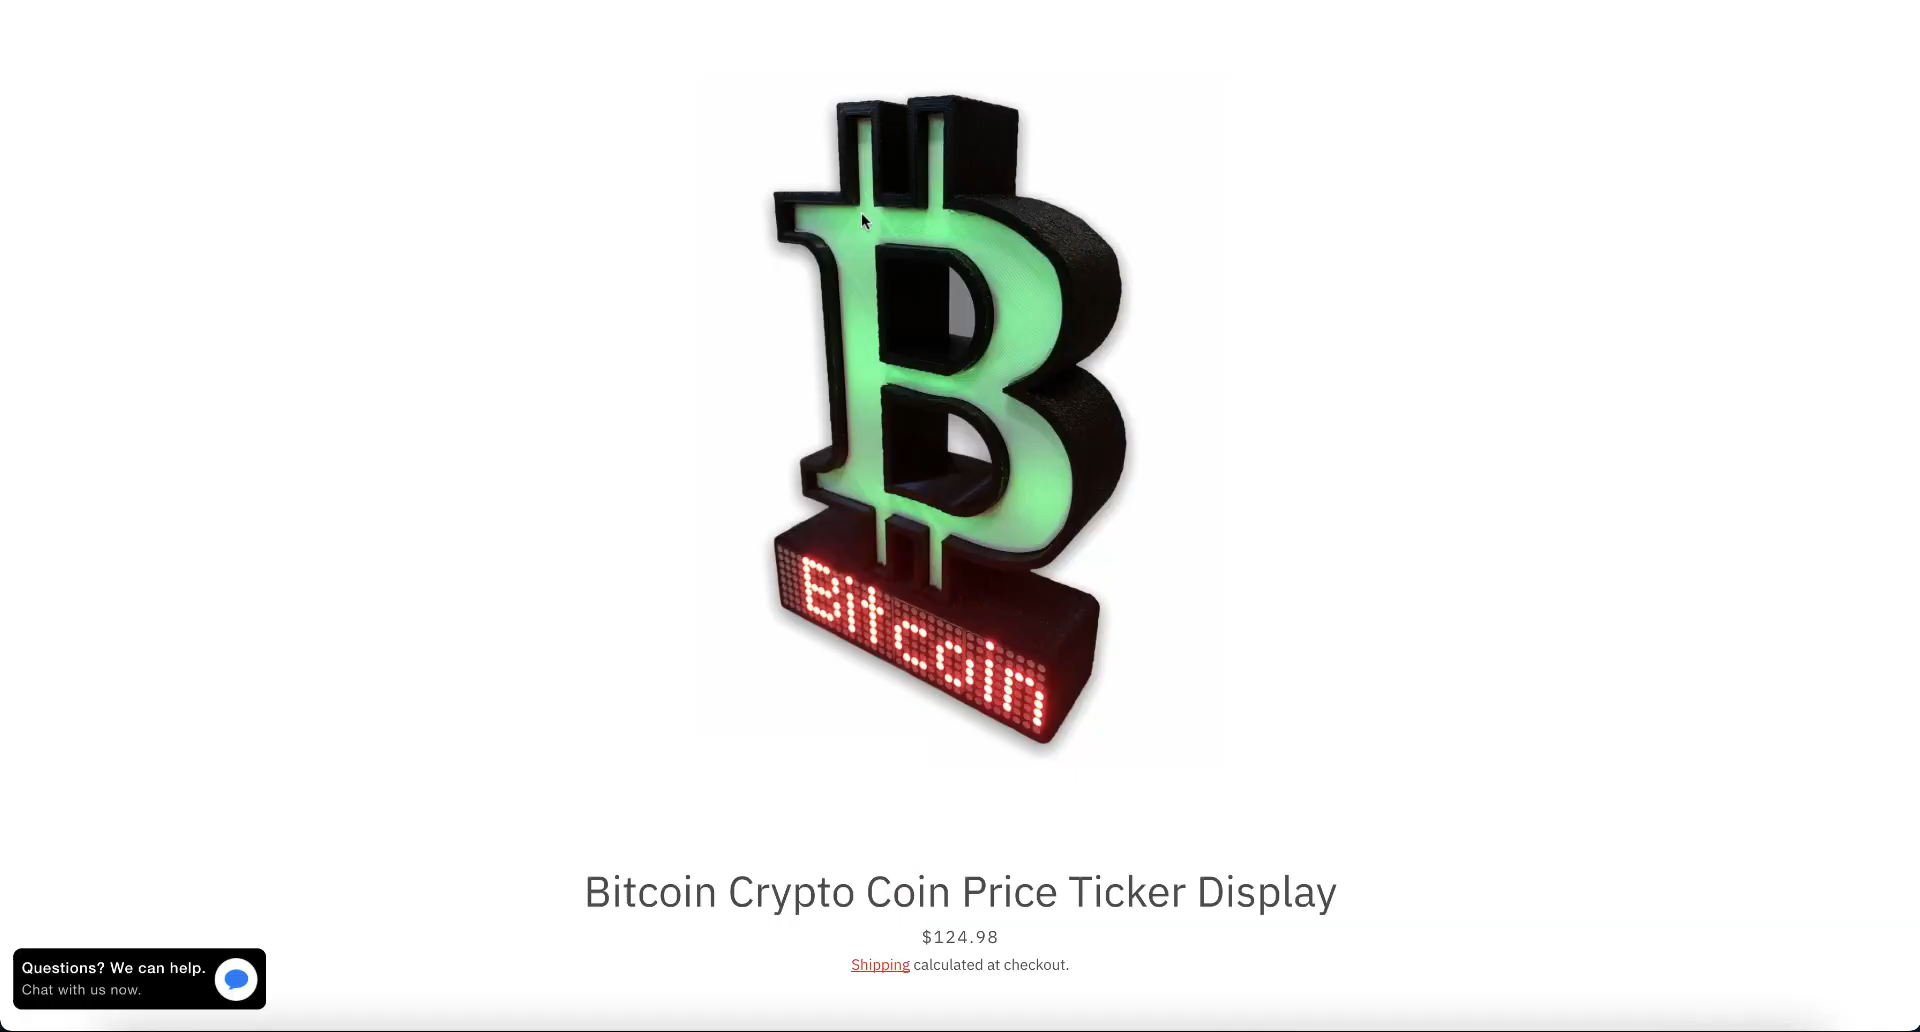 Bitcoin
Bitcoin Crypto Coin Price Ticker Display
$124.98
Shipping calculated at checkout.
Questions? We can help.
Chat with us now.